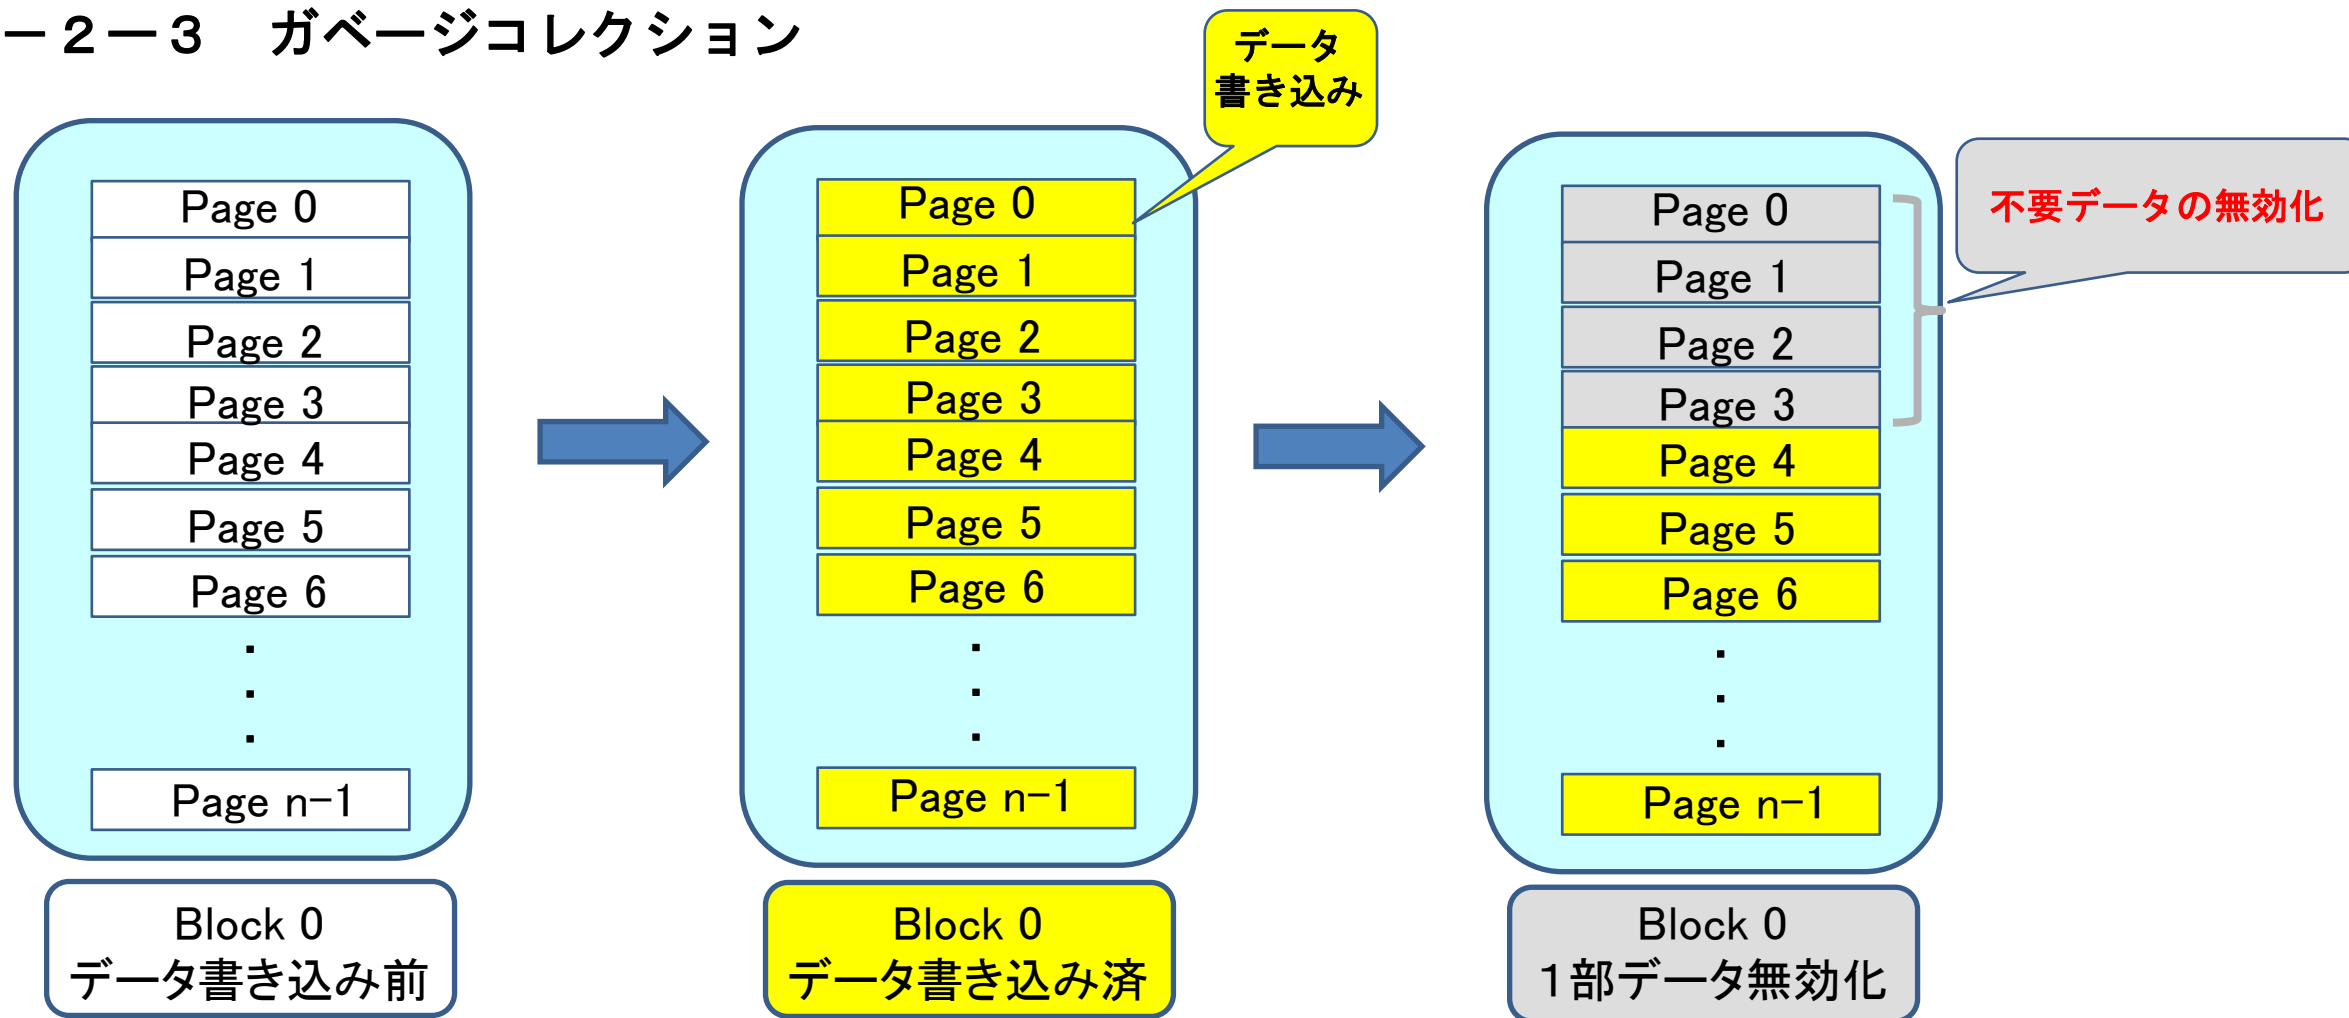 －２－３　ガベージコレクション
データ
書き込み
不要データの無効化
Page 0
Page 1
Page 2
Page 3
Page 4
Page 5
Page 6
・
・
・
Page n-1
Block 0
データ書き込み前
Page 0
Page 1
Page 2
Page 3
Page 4
Page 5
Page 6
・
・
・
Page n-1
Block 0
データ書き込み済
Page 0
Page 1
Page 2
Page 3
Page 4
Page 5
Page 6
・
・
・
Page n-1
Block 0
１部データ無効化